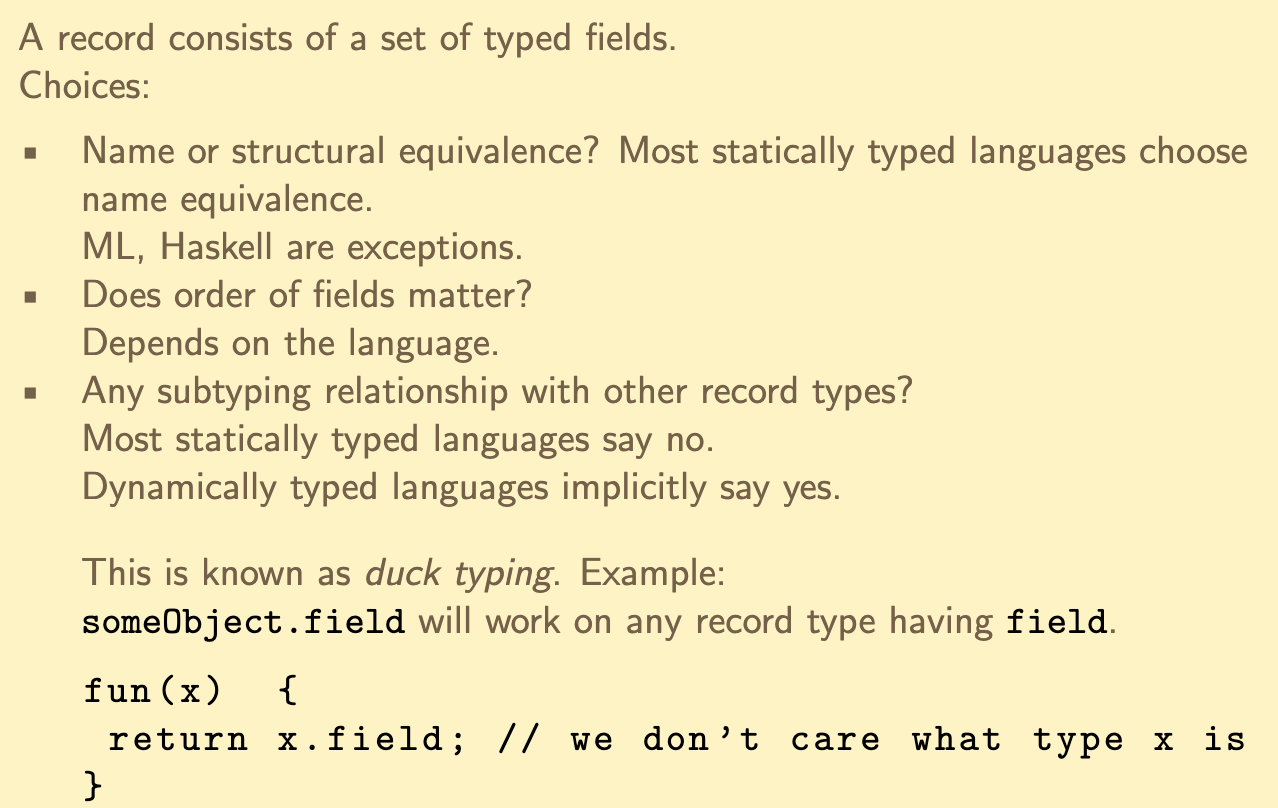 A record consists of a set of typed fields.
Choices:
▪ Name or structural equivalence? Most statically typed languages choose
name equivalence.
ML, Haskell are exceptions.
▪ Does order of fields matter?
Depends on the language.
▪ Any subtyping relationship with other record types?
Most statically typed languages say no.
Dynamically typed languages implicitly say yes.
This is known as duck typing. Example:
someObject.field will work on any record type having field.
fun(x) {
return x.field; // we don't care what type x is
}